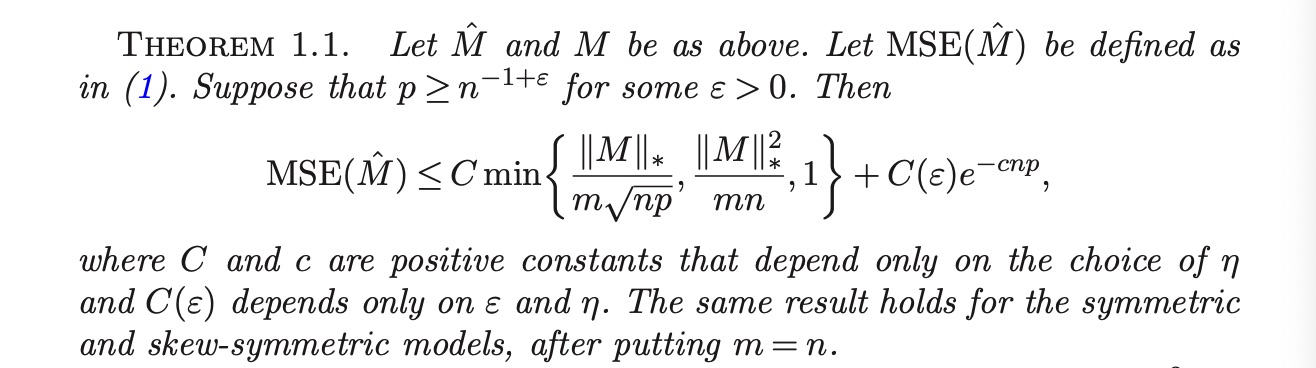 THEOREM 1.1. Let M̂ and M be as above. Let MSE(M̂) be defined as
in (1). Suppose that p ≥ n^{−1+ε} for some ε > 0. Then
MSE(M̂) ≤ C min{ ‖M‖_* / (m√(np)), ‖M‖_*^2 / (mn), 1 } + C(ε)e^{−cnp},
where C and c are positive constants that depend only on the choice of η
and C(ε) depends only on ε and η. The same result holds for the symmetric
and skew-symmetric models, after putting m = n.